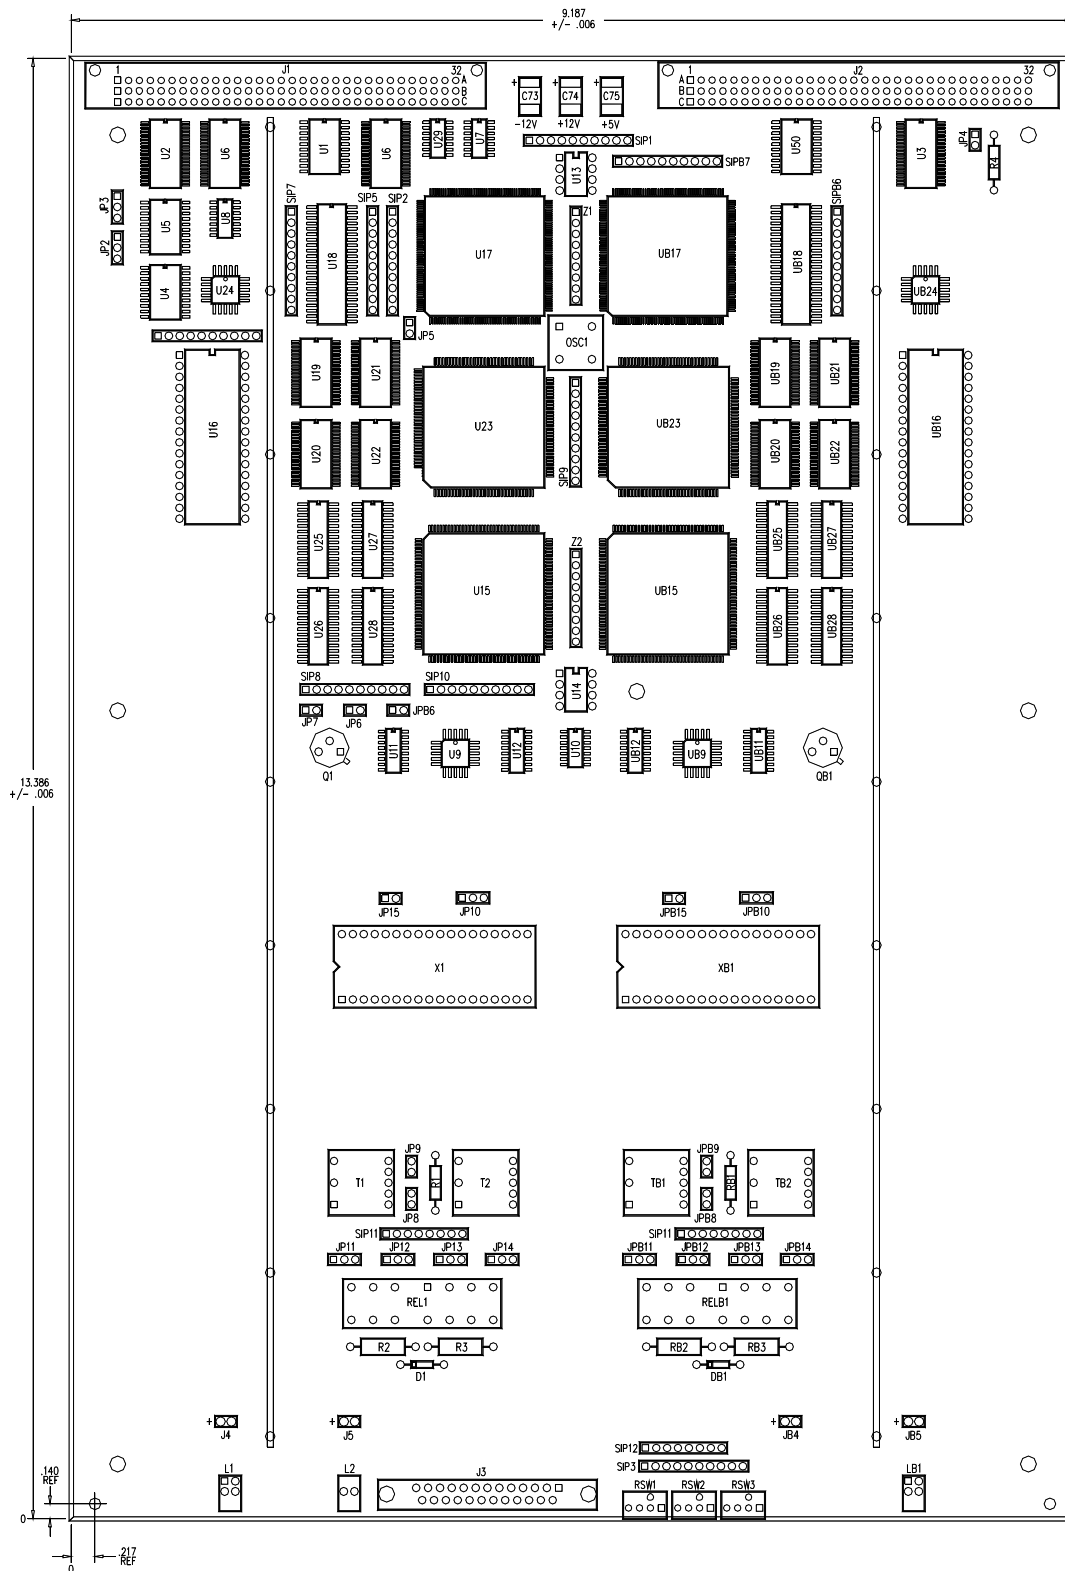 9.187
+/- .006
1 J1 32
A
B
C
C73 C74 C75
-12V +12V +5V
1 J2 32
A
B
C
U2 U6 U1 U6 U29 U7
SIP1
U13
SIPB7
U50 U3 JP4 R4
JP3 U5 U8 SIP7 U18 SIP5 SIP2
U17 Z1 UB17
UB18 SIPB6
JP2
U4 U24 UB24
JP5
OSC1
U16 U19 U21
U23 UB23
UB19 UB21 UB16
U20 U22 SIP9 UB20 UB22
U25 U27 UB25 UB27
Z2
U15 UB15
U26 U28 UB26 UB28
SIP8 SIP10 U14
JP7 JP6 JPB6
Q1 U11 U9 U12 U10 UB12 UB9 UB11 QB1
13.386
+/- .006
JP15 JP10 JPB15 JPB10
X1 XB1
JP9 JPB9
T1 R1 T2 TB1 RB1 TB2
JP8 JPB8
SIP11 SIP11
JP11 JP12 JP13 JP14 JPB11 JPB12 JPB13 JPB14
REL1 RELB1
R2 R3 RB2 RB3
D1 DB1
+ + + +
J4 J5 JB4 JB5
SIP12
SIP3
L1 L2 J3 RSW1 RSW2 RSW3 LB1
.140
REF
0
.217
REF
0